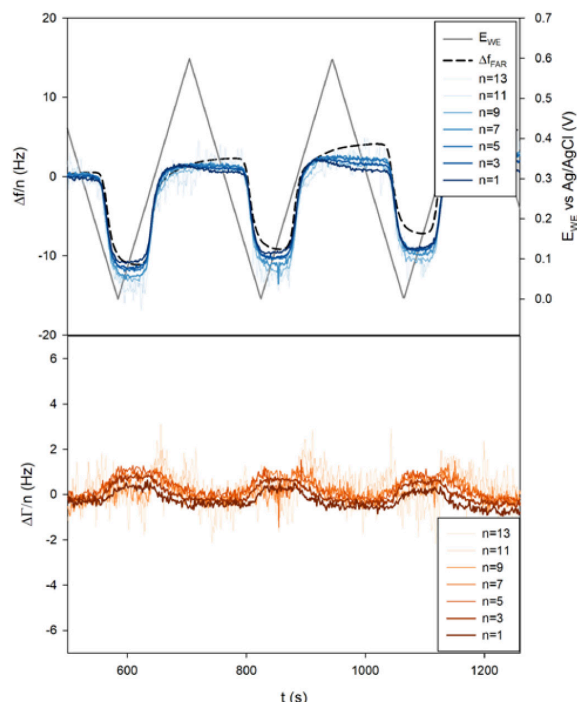 20
10
0
-10
-20
Δf/n (Hz)
0.7
0.6
0.5
0.4
0.3
0.2
0.1
0.0
E_WE vs Ag/AgCl (V)
E_WE
Δf_FAR
n=13
n=11
n=9
n=7
n=5
n=3
n=1
6
4
2
0
-2
-4
-6
ΔΓ/n (Hz)
n=13
n=11
n=9
n=7
n=5
n=3
n=1
600
800
1000
1200
t (s)